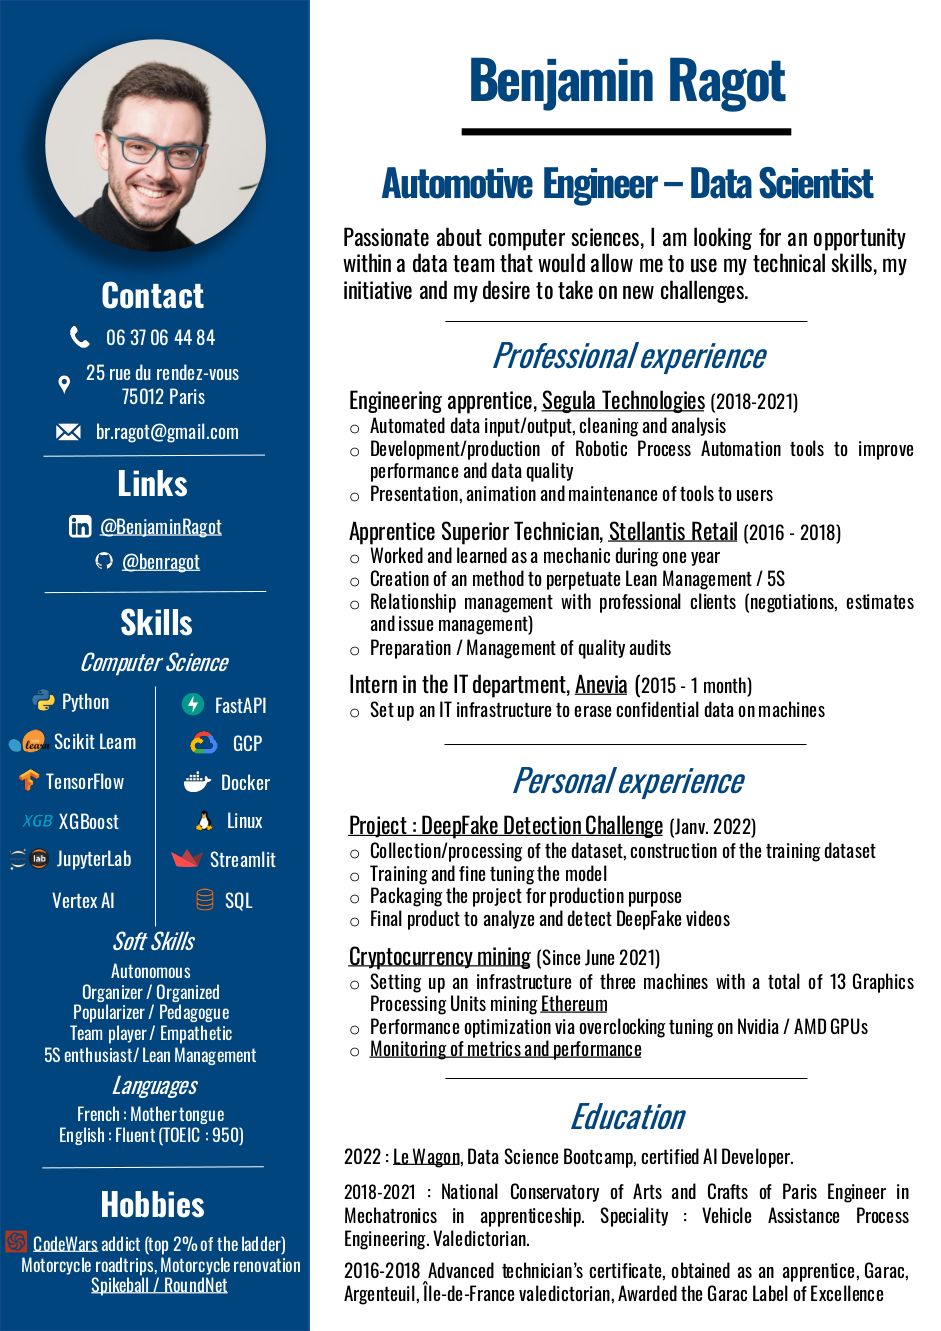 Benjamin Ragot
Automotive Engineer – Data Scientist
Passionate about computer sciences, I am looking for an opportunity
within a data team that would allow me to use my technical skills, my
initiative and my desire to take on new challenges.
Contact
06 37 06 44 84
25 rue du rendez-vous
75012 Paris
br.ragot@gmail.com
Links
in @BenjaminRagot
@benragot
Skills
Computer Science
Python
learn Scikit Learn
TensorFlow
XGB XGBoost
lab JupyterLab
Vertex AI
FastAPI
GCP
Docker
Linux
Streamlit
SQL
Soft Skills
Autonomous
Organizer / Organized
Popularizer / Pedagogue
Team player / Empathetic
5S enthusiast/ Lean Management
Languages
French : Mother tongue
English : Fluent (TOEIC : 950)
Hobbies
CodeWars addict (top 2% of the ladder)
Motorcycle roadtrips, Motorcycle renovation
Spikeball / RoundNet
Professional experience
Engineering apprentice, Segula Technologies (2018-2021)
o Automated data input/output, cleaning and analysis
o Development/production of Robotic Process Automation tools to improve
performance and data quality
o Presentation, animation and maintenance of tools to users
Apprentice Superior Technician, Stellantis Retail (2016 - 2018)
o Worked and learned as a mechanic during one year
o Creation of an method to perpetuate Lean Management / 5S
o Relationship management with professional clients (negotiations, estimates
and issue management)
o Preparation / Management of quality audits
Intern in the IT department, Anevia (2015 - 1 month)
o Set up an IT infrastructure to erase confidential data on machines
Personal experience
Project : DeepFake Detection Challenge (Janv. 2022)
o Collection/processing of the dataset, construction of the training dataset
o Training and fine tuning the model
o Packaging the project for production purpose
o Final product to analyze and detect DeepFake videos
Cryptocurrency mining (Since June 2021)
o Setting up an infrastructure of three machines with a total of 13 Graphics
Processing Units mining Ethereum
o Performance optimization via overclocking tuning on Nvidia / AMD GPUs
o Monitoring of metrics and performance
Education
2022 : Le Wagon, Data Science Bootcamp, certified AI Developer.
2018-2021 : National Conservatory of Arts and Crafts of Paris Engineer in
Mechatronics in apprenticeship. Speciality : Vehicle Assistance Process
Engineering. Valedictorian.
2016-2018 Advanced technician’s certificate, obtained as an apprentice, Garac,
Argenteuil, Île-de-France valedictorian, Awarded the Garac Label of Excellence